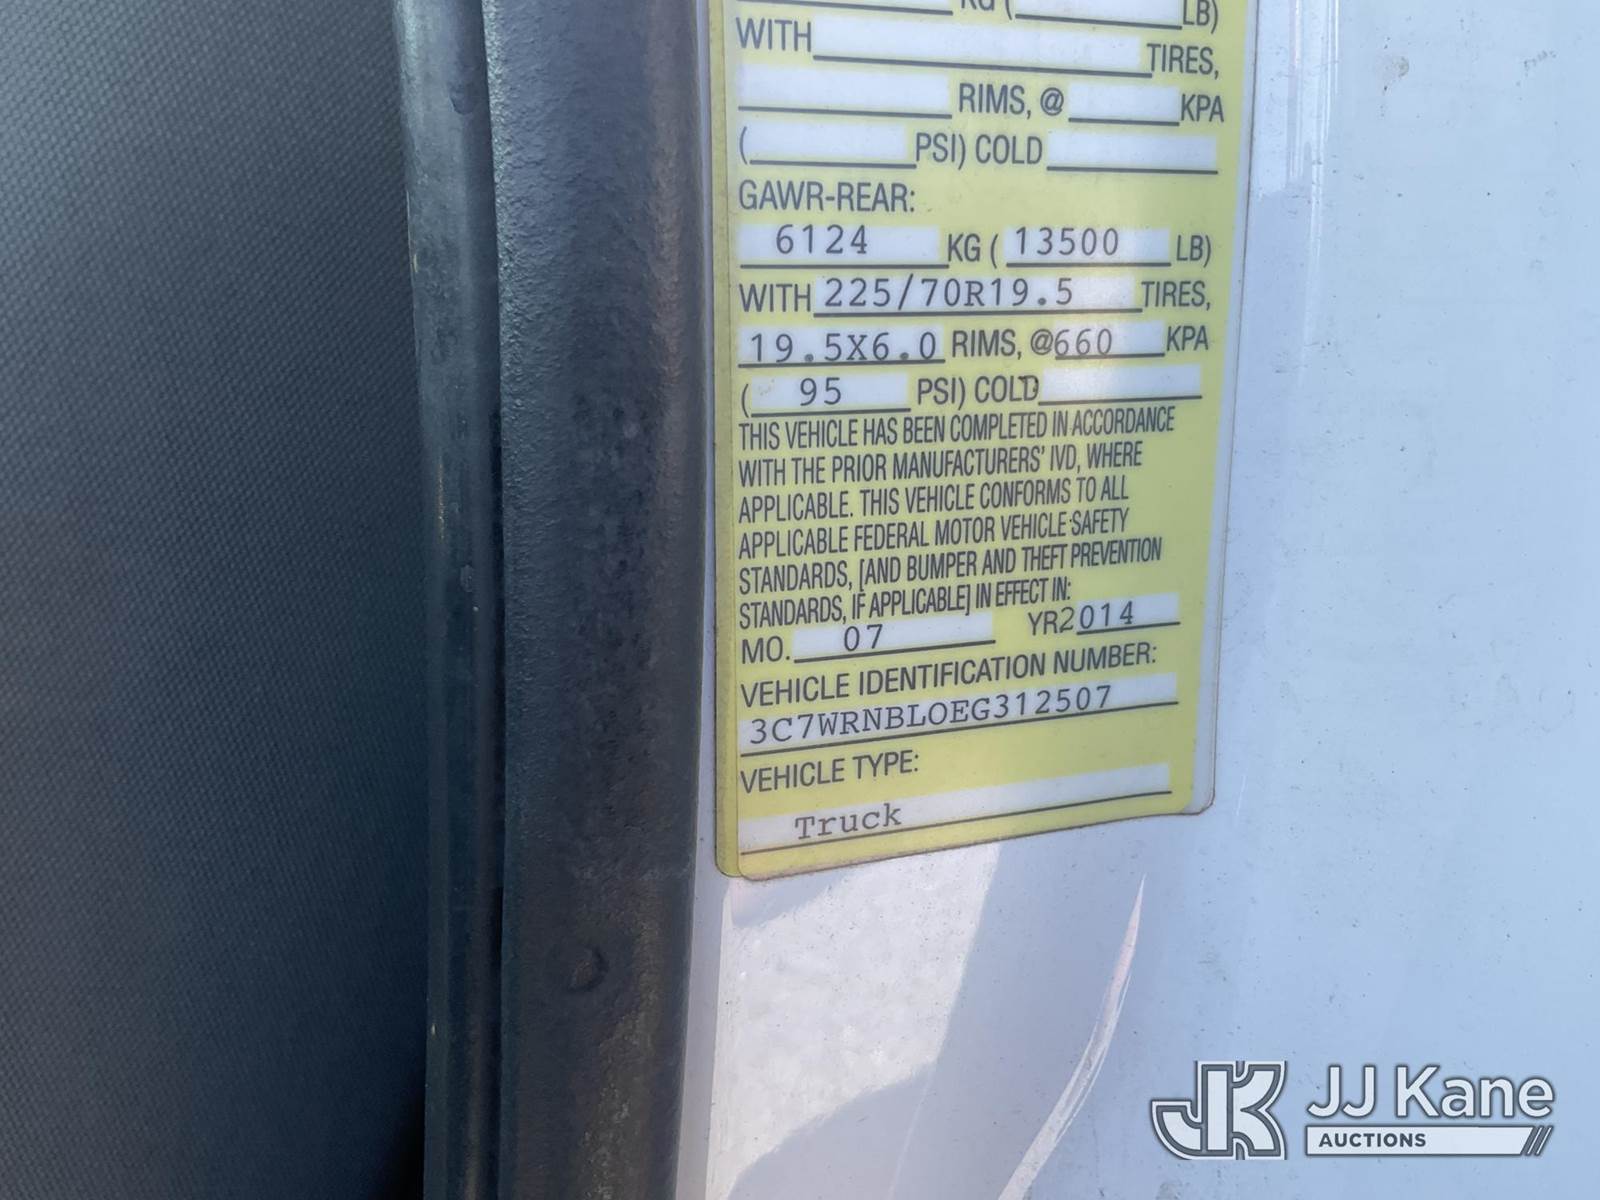 KG ( LB)
WITH TIRES,
RIMS, @ KPA
( PSI) COLD
GAWR-REAR:
6124 KG ( 13500 LB)
WITH 225/70R19.5 TIRES,
19.5X6.0 RIMS, @660 KPA
( 95 PSI) COLD
THIS VEHICLE HAS BEEN COMPLETED IN ACCORDANCE
WITH THE PRIOR MANUFACTURERS' IVD, WHERE
APPLICABLE. THIS VEHICLE CONFORMS TO ALL
APPLICABLE FEDERAL MOTOR VEHICLE SAFETY
STANDARDS, [AND BUMPER AND THEFT PREVENTION
STANDARDS, IF APPLICABLE] IN EFFECT IN:
MO. 07 YR2014
VEHICLE IDENTIFICATION NUMBER:
3C7WRNBLOEG312507
VEHICLE TYPE:
Truck
JK JJ Kane
AUCTIONS